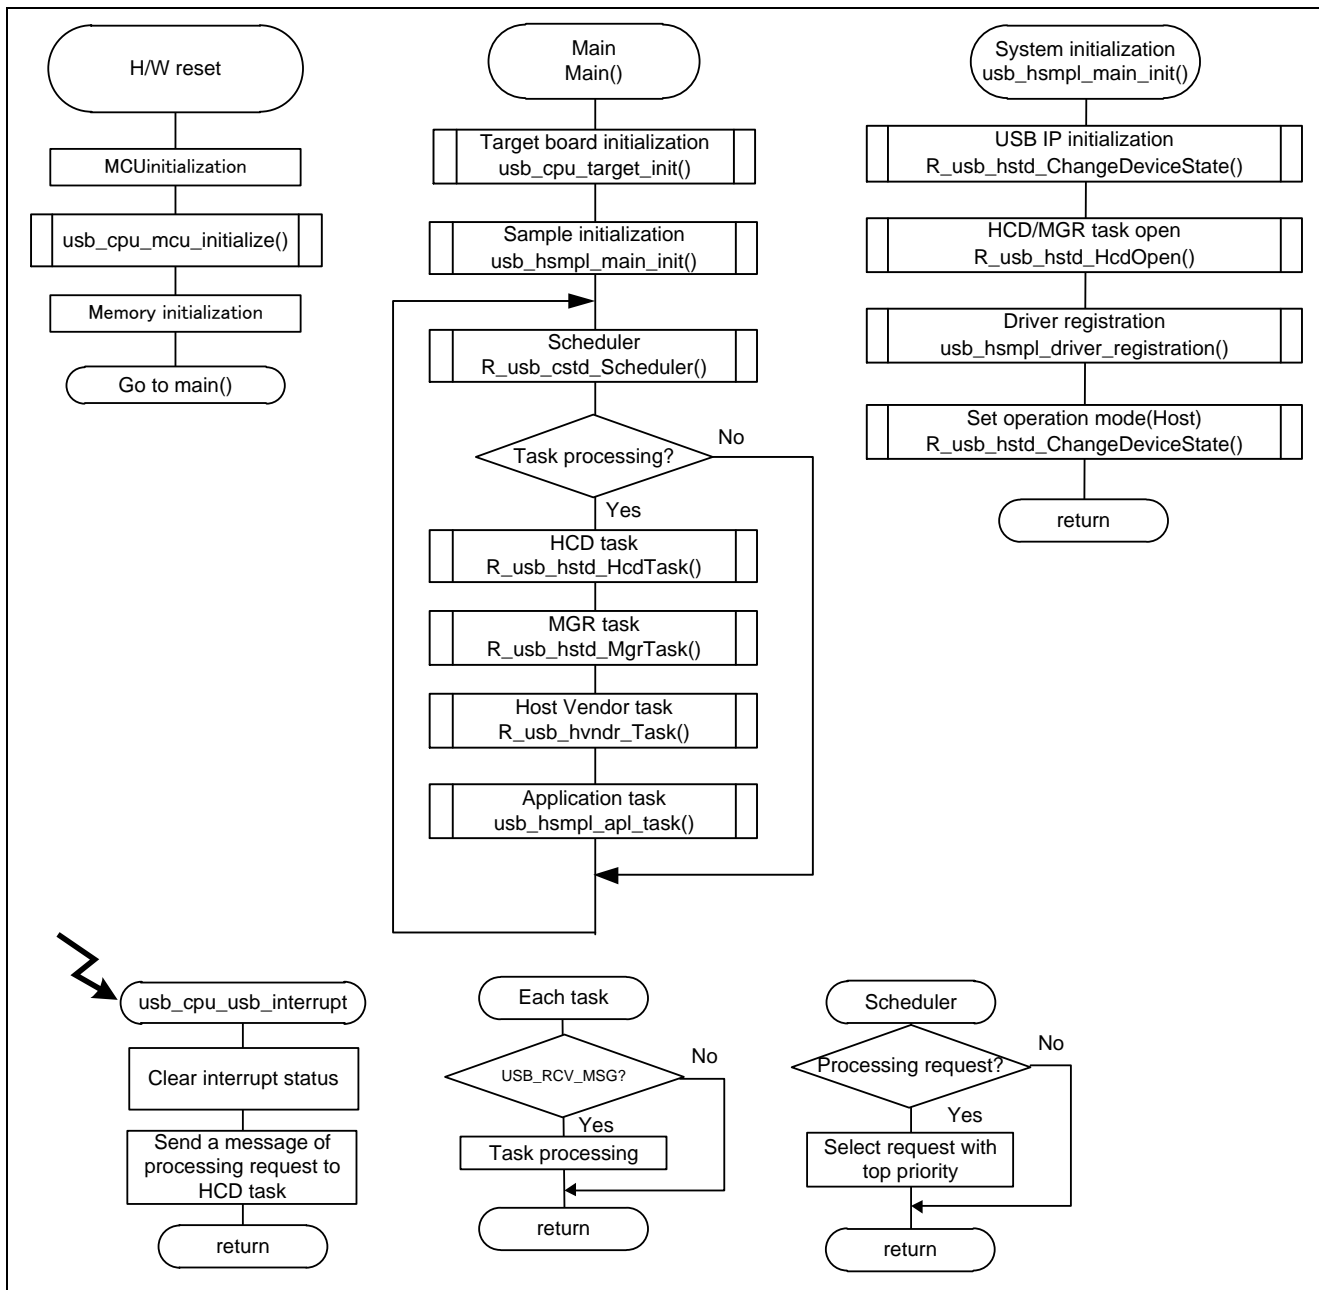 H/W reset
MCUinitialization
usb_cpu_mcu_initialize()
Memory initialization
Go to main()
Main
Main()
Target board initialization
usb_cpu_target_init()
Sample initialization
usb_hsmpl_main_init()
Scheduler
R_usb_cstd_Scheduler()
Task processing?
No
Yes
HCD task
R_usb_hstd_HcdTask()
MGR task
R_usb_hstd_MgrTask()
Host Vendor task
R_usb_hvndr_Task()
Application task
usb_hsmpl_apl_task()
System initialization
usb_hsmpl_main_init()
USB IP initialization
R_usb_hstd_ChangeDeviceState()
HCD/MGR task open
R_usb_hstd_HcdOpen()
Driver registration
usb_hsmpl_driver_registration()
Set operation mode(Host)
R_usb_hstd_ChangeDeviceState()
return
usb_cpu_usb_interrupt
Clear interrupt status
Send a message of
processing request to
HCD task
return
Each task
USB_RCV_MSG?
No
Yes
Task processing
return
Scheduler
Processing request?
No
Yes
Select request with
top priority
return